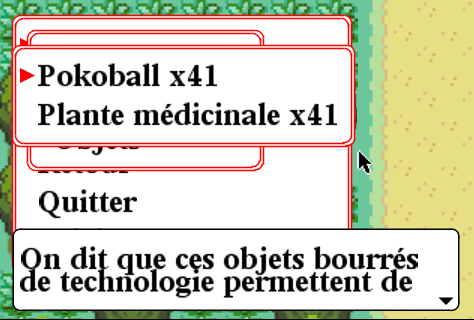 Pokoball x41
Plante médicinale x41
Objets
Retour
Quitter
On dit que ces objets bourrés
de technologie permettent de